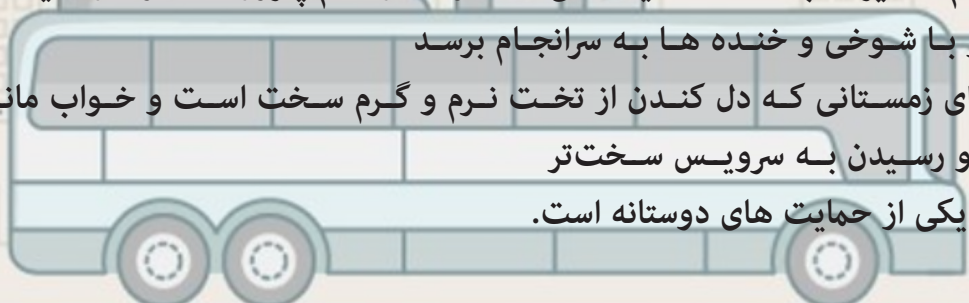 با شوخی و خنده ها به سرانجام برسد
زمستانی که دل کندن از تخت نرم و گرم سخت است و خواب
و رسیدن به سرویس سخت‌تر
یکی از حمایت های دوستانه است.